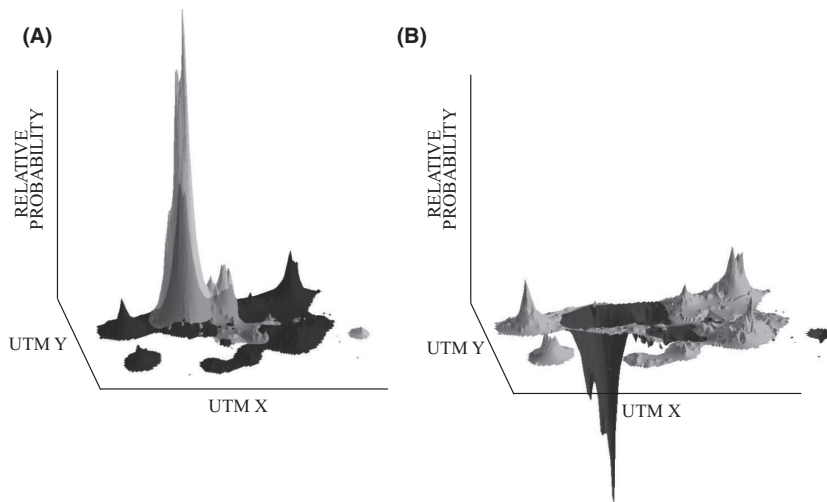 (A)
RELATIVE
PROBABILITY
UTM Y
UTM X
(B)
RELATIVE
PROBABILITY
UTM Y
UTM X